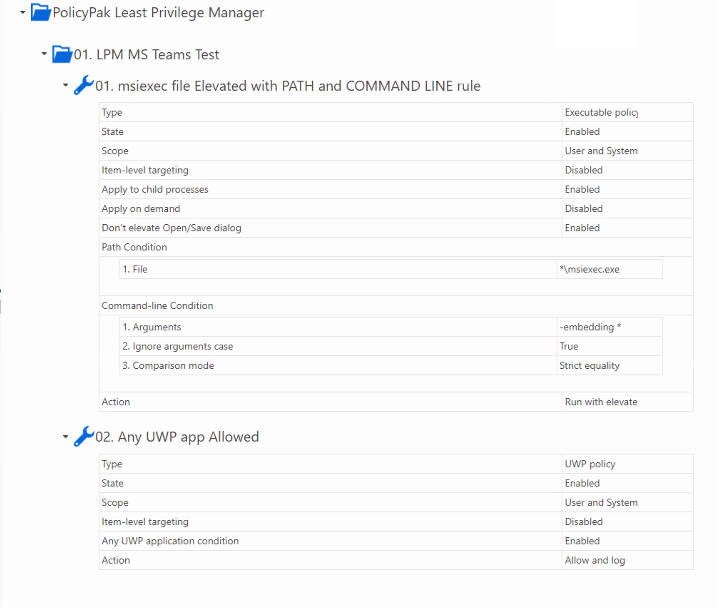 PolicyPak Least Privilege Manager
01. LPM MS Teams Test
01. msiexec file Elevated with PATH and COMMAND LINE rule
Type Executable policy
State Enabled
Scope User and System
Item-level targeting Disabled
Apply to child processes Enabled
Apply on demand Disabled
Don't elevate Open/Save dialog Enabled
Path Condition
1. File *\msiexec.exe
Command-line Condition
1. Arguments -embedding *
2. Ignore arguments case True
3. Comparison mode Strict equality
Action Run with elevate
02. Any UWP app Allowed
Type UWP policy
State Enabled
Scope User and System
Item-level targeting Disabled
Any UWP application condition Enabled
Action Allow and log